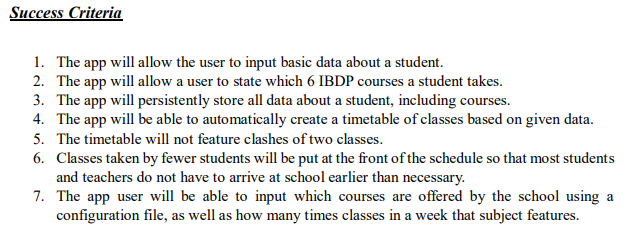 Success Criteria
1. The app will allow the user to input basic data about a student.
2. The app will allow a user to state which 6 IBDP courses a student takes.
3. The app will persistently store all data about a student, including courses.
4. The app will be able to automatically create a timetable of classes based on given data.
5. The timetable will not feature clashes of two classes.
6. Classes taken by fewer students will be put at the front of the schedule so that most students
and teachers do not have to arrive at school earlier than necessary.
7. The app user will be able to input which courses are offered by the school using a
configuration file, as well as how many times classes in a week that subject features.